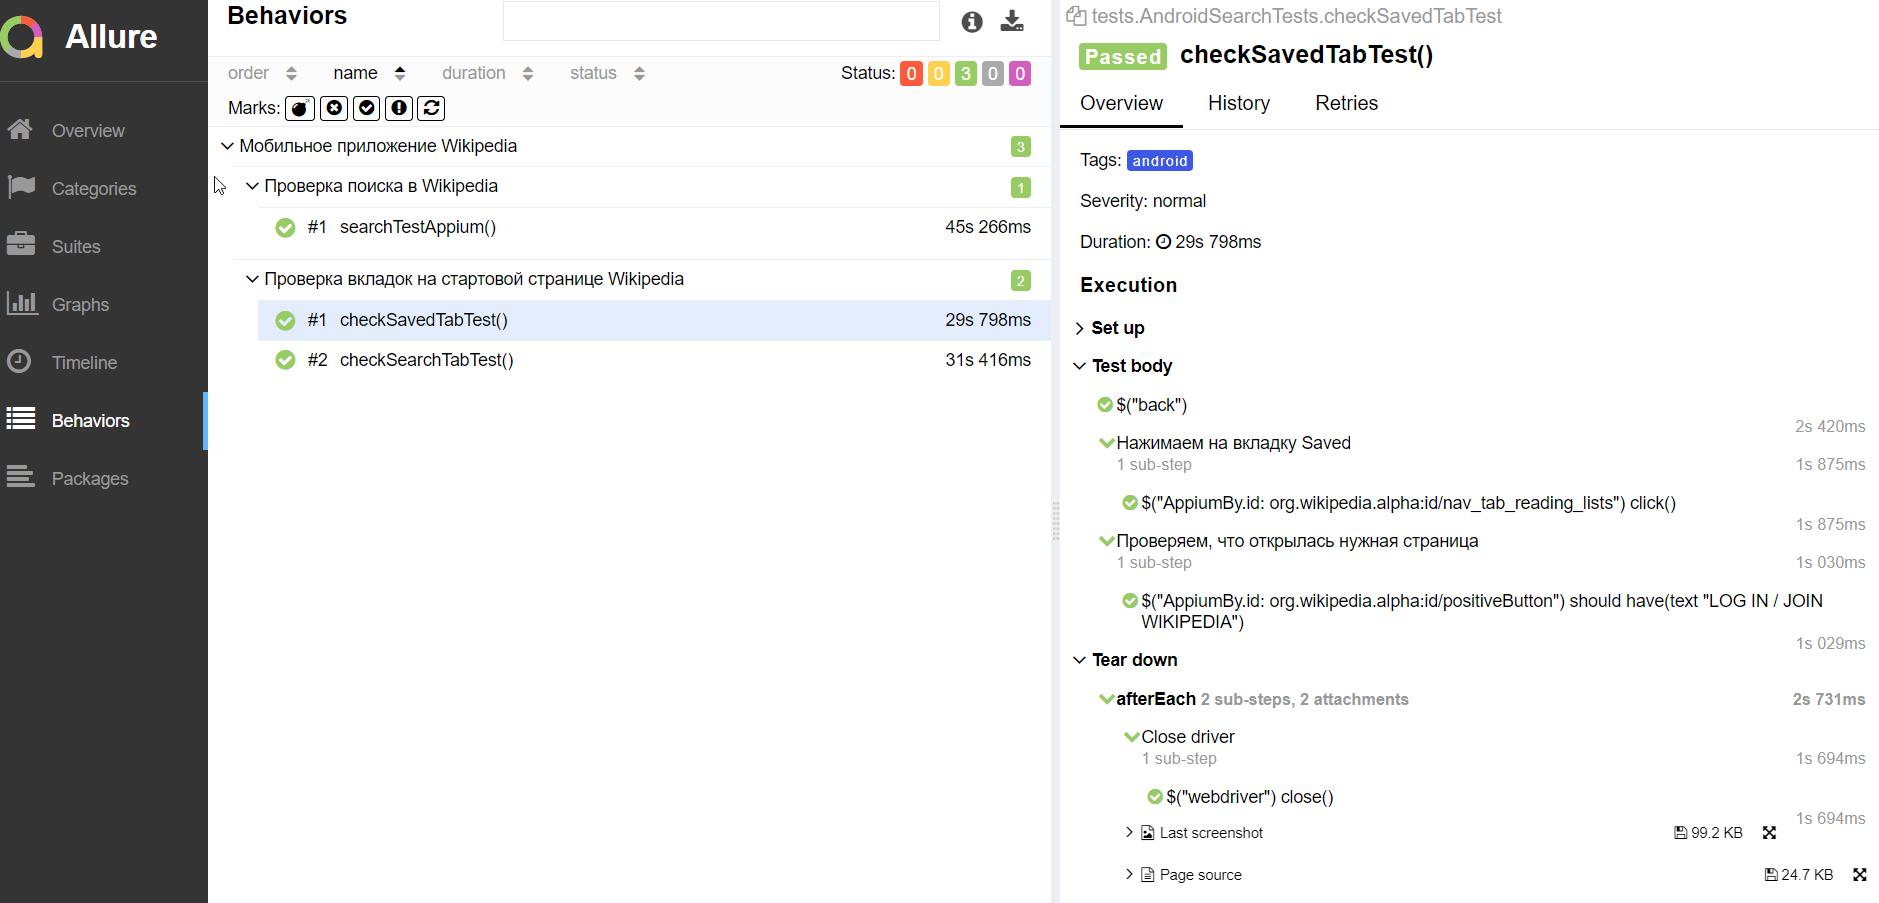 Allure
Overview
Categories
Suites
Graphs
Timeline
Behaviors
Packages
Behaviors
order name duration status Status: 0 0 3 0 0
Marks:
Мобильное приложение Wikipedia 3
Проверка поиска в Wikipedia 1
#1 searchTestAppium() 45s 266ms
Проверка вкладок на стартовой странице Wikipedia 2
#1 checkSavedTabTest() 29s 798ms
#2 checkSearchTabTest() 31s 416ms
tests.AndroidSearchTests.checkSavedTabTest
Passed checkSavedTabTest()
Overview History Retries
Tags: android
Severity: normal
Duration: 29s 798ms
Execution
Set up
Test body
$("back")
2s 420ms
Нажимаем на вкладку Saved
1 sub-step 1s 875ms
$("AppiumBy.id: org.wikipedia.alpha:id/nav_tab_reading_lists") click()
1s 875ms
Проверяем, что открылась нужная страница
1 sub-step 1s 030ms
$("AppiumBy.id: org.wikipedia.alpha:id/positiveButton") should have(text "LOG IN / JOIN
WIKIPEDIA")
1s 029ms
Tear down
afterEach 2 sub-steps, 2 attachments 2s 731ms
Close driver
1 sub-step 1s 694ms
$("webdriver") close()
1s 694ms
Last screenshot 99.2 KB
Page source 24.7 KB